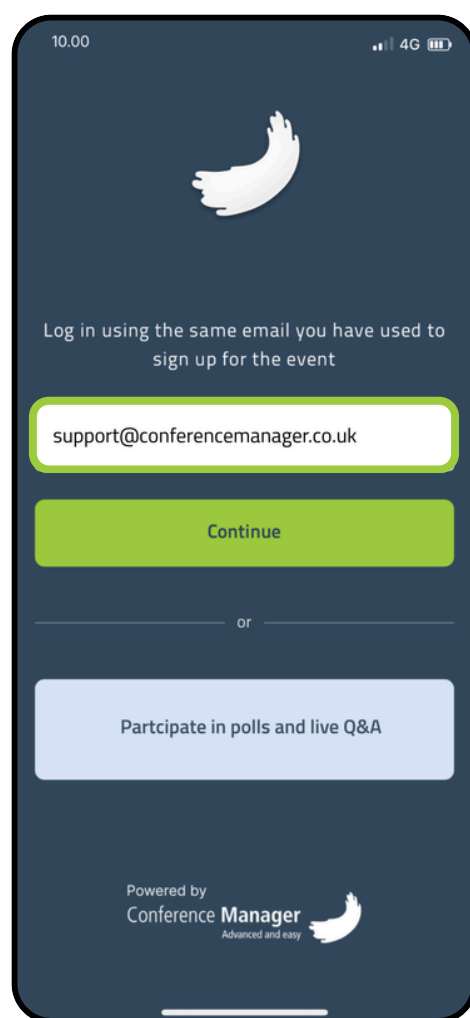 10.00
4G
Log in using the same email you have used to
sign up for the event
support@conferencemanager.co.uk
Continue
or
Partcipate in polls and live Q&A
Powered by
Conference Manager
Advanced and easy